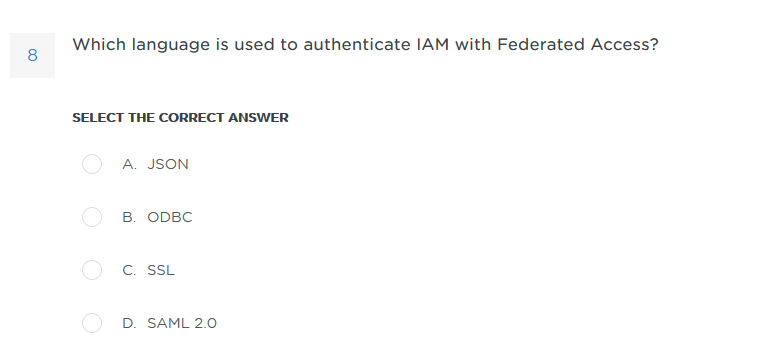 8
Which language is used to authenticate IAM with Federated Access?
SELECT THE CORRECT ANSWER
A. JSON
B. ODBC
C. SSL
D. SAML 2.0